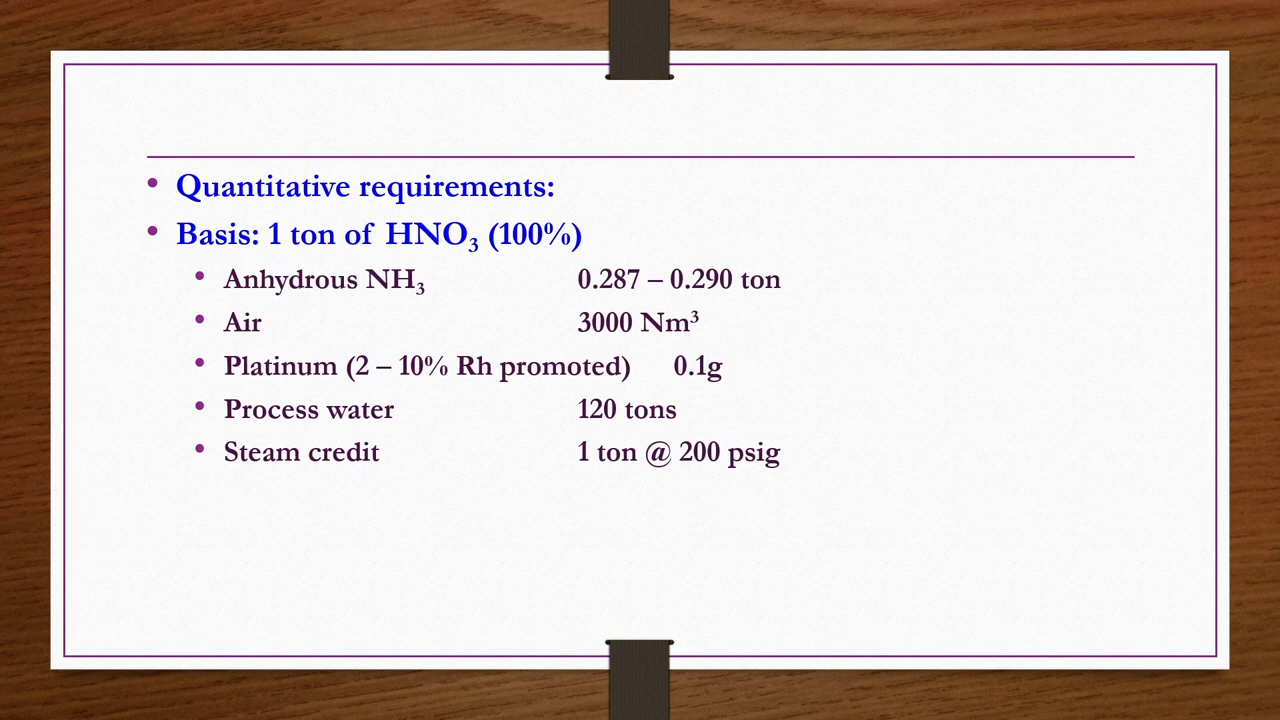 • Quantitative requirements:
• Basis: 1 ton of HNO₃ (100%)
• Anhydrous NH₃ 0.287 – 0.290 ton
• Air 3000 Nm³
• Platinum (2 – 10% Rh promoted) 0.1g
• Process water 120 tons
• Steam credit 1 ton @ 200 psig